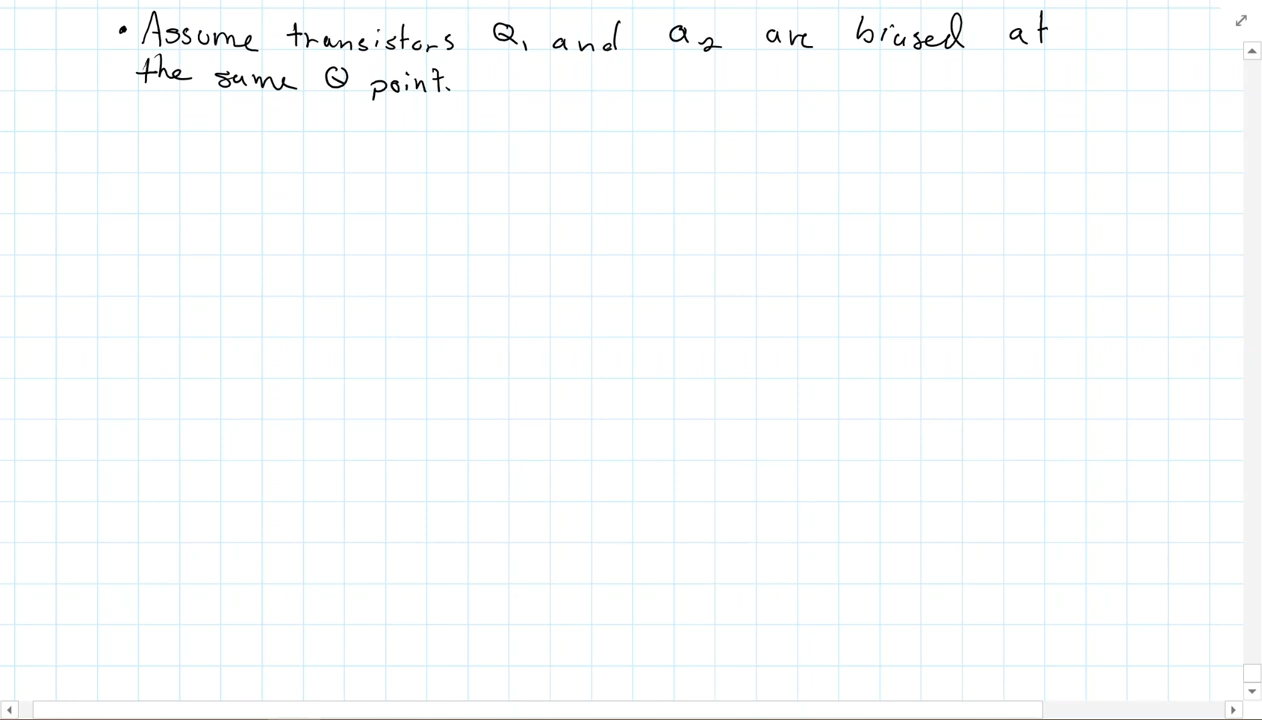 • Assume transistors Q₁ and Q₂ are biased at
the same Q point.